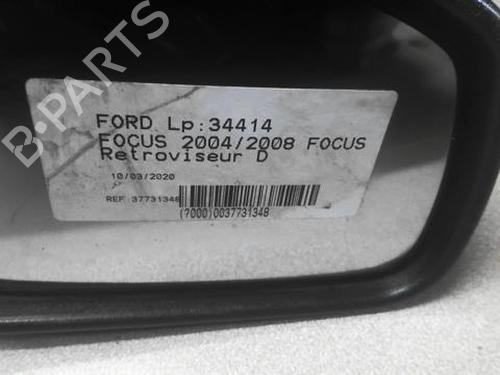 B-PARTS
FORD Lp:34414
FOCUS 2004/2008 FOCUS
Retroviseur D
10/03/2020
REF 37731348
(7000)0037731348